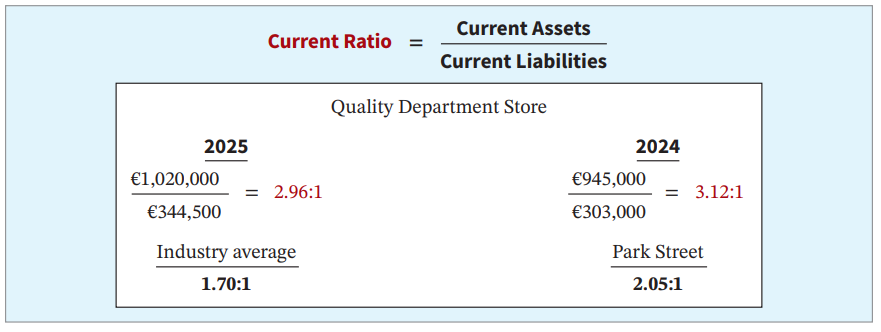 Current Ratio = Current Assets
Current Liabilities
Quality Department Store
2025 2024
€1,020,000 €945,000
= 2.96:1 = 3.12:1
€344,500 €303,000
Industry average Park Street
1.70:1 2.05:1